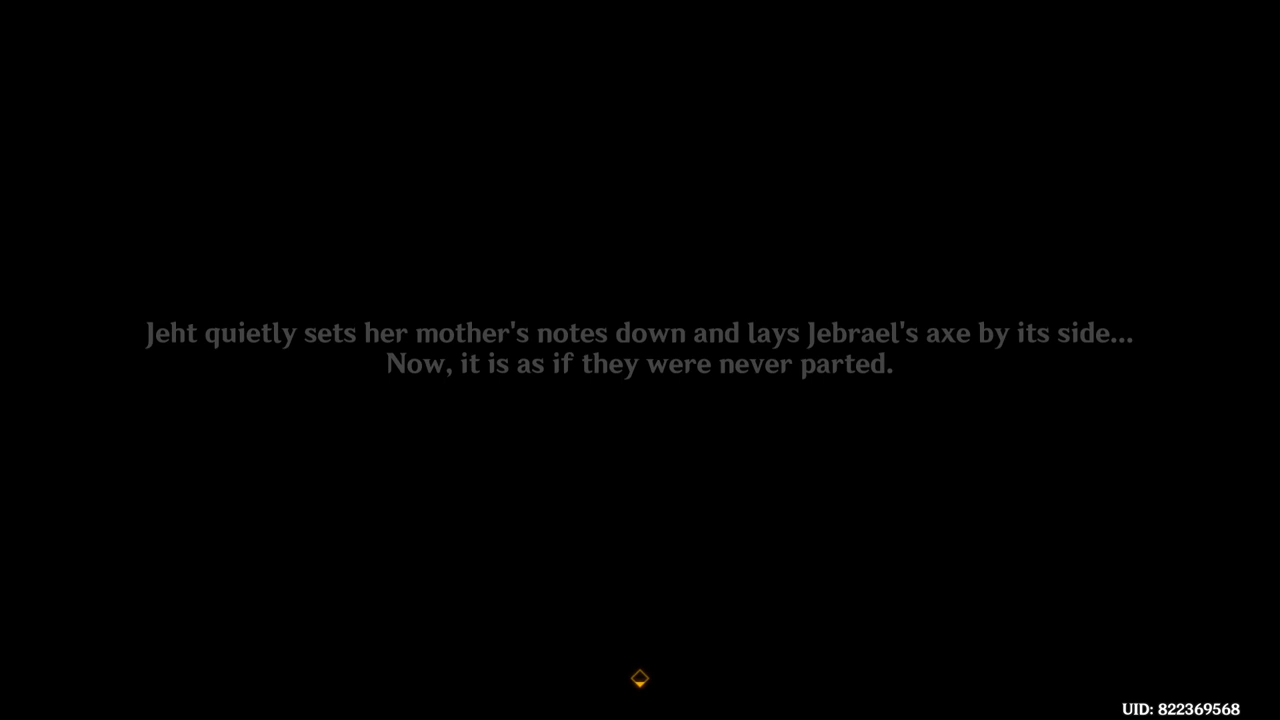 Jeht quietly sets her mother's notes down and lays Jebrael's axe by its side...
Now, it is as if they were never parted.
UID: 822369568